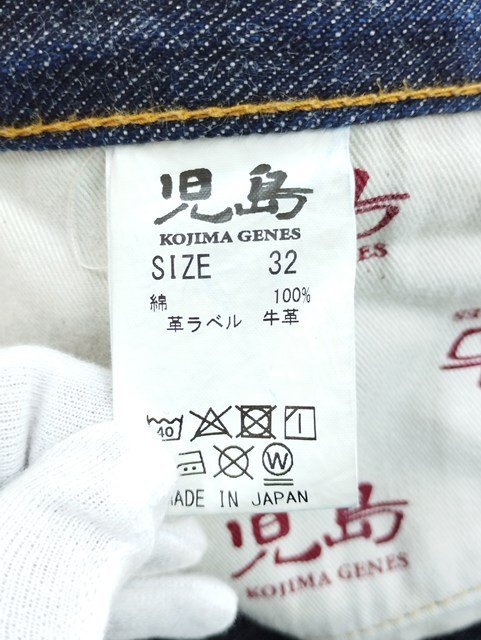 児島
KOJIMA GENES
SIZE 32
綿 100%
革ラベル 牛革
40
W
MADE IN JAPAN
児島
KOJIMA GENES